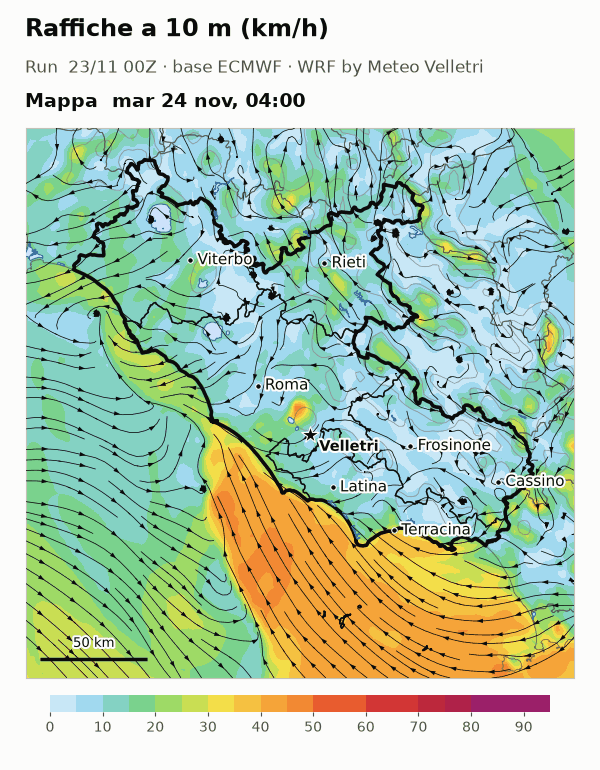 Raffiche a 10 m (km/h)
Run 23/11 00Z · base ECMWF · WRF by Meteo Velletri
Mappa mar 24 nov, 04:00
Viterbo
Rieti
Roma
Velletri
Frosinone
Cassino
Latina
Terracina
50 km
0 10 20 30 40 50 60 70 80 90